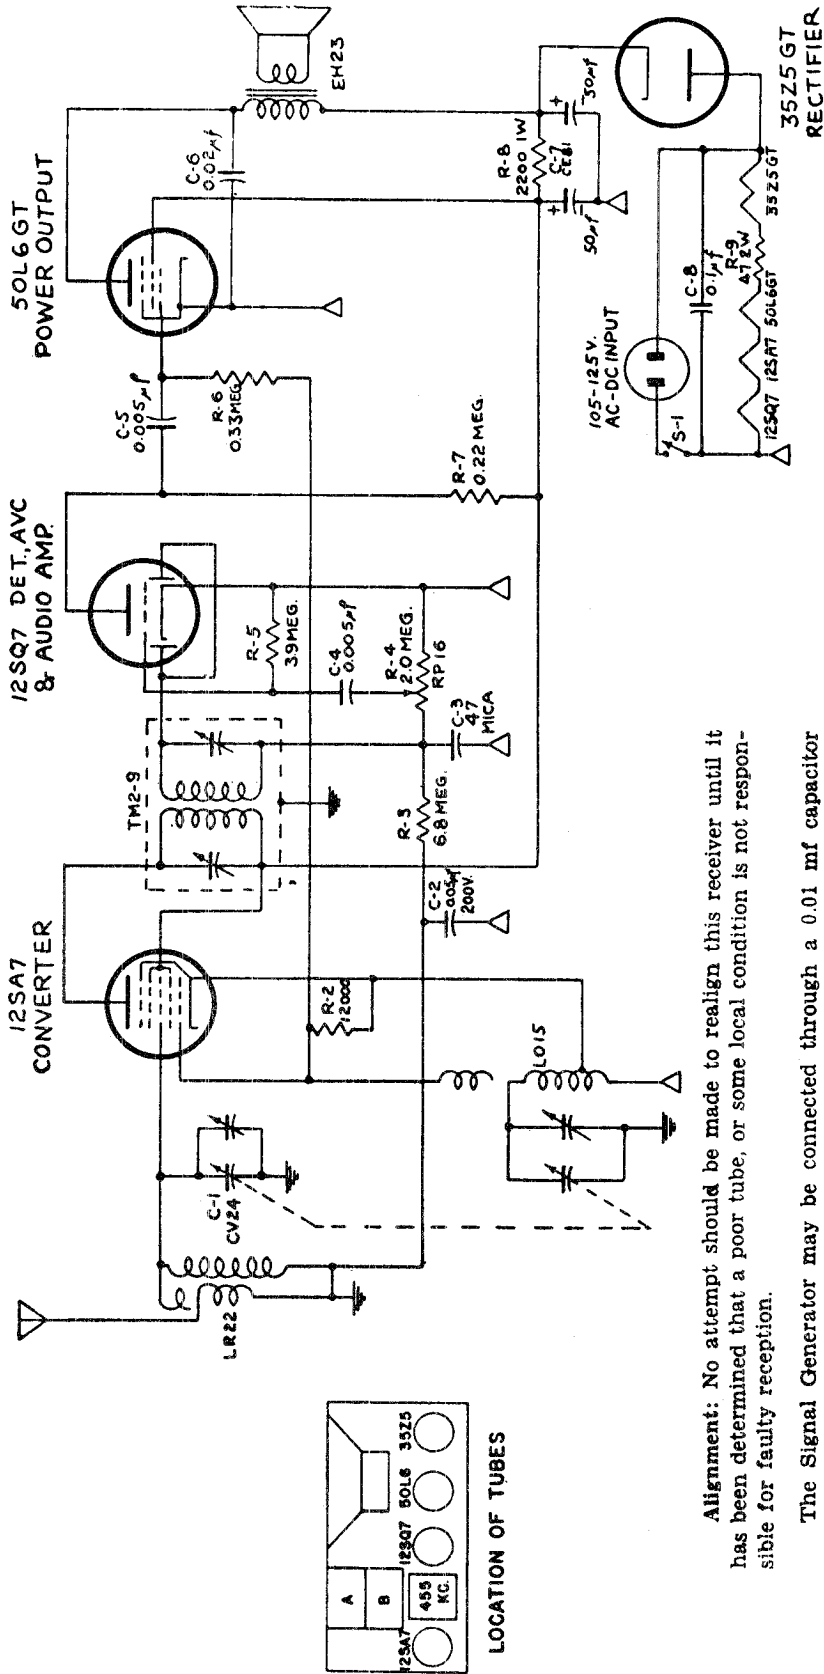 12SA7
CONVERTER
12SQ7 DET., AVC
& AUDIO AMP.
50L6GT
POWER OUTPUT
TM2-9
C-5
0.005µf
C-6
0.02µf
EH23
LR22
C-1
CV24
R-2
12000
R-5
3.9MEG.
R-6
0.33MEG
C-4
0.005µf
R-4
2.0 MEG.
RP16
R-3
6.8 MEG.
C-3
47
MICA
C-2
0.05µf
200V.
R-7
0.22 MEG.
R-8
2200 1W
C-7
CE81
50µf
30µf
LO15
105-125V.
AC-DC INPUT
S-1
C-8
0.1µf
R-9
47 2W
12SQ7 12SA7 50L6GT 35Z5GT
35Z5GT
RECTIFIER
A
B
455
KC.
12SA7 12SQ7 50L6 35Z5
LOCATION OF TUBES
Alignment: No attempt should be made to realign this receiver until it
has been determined that a poor tube, or some local condition is not respon-
sible for faulty reception.
The Signal Generator may be connected through a 0.01 mf capacitor